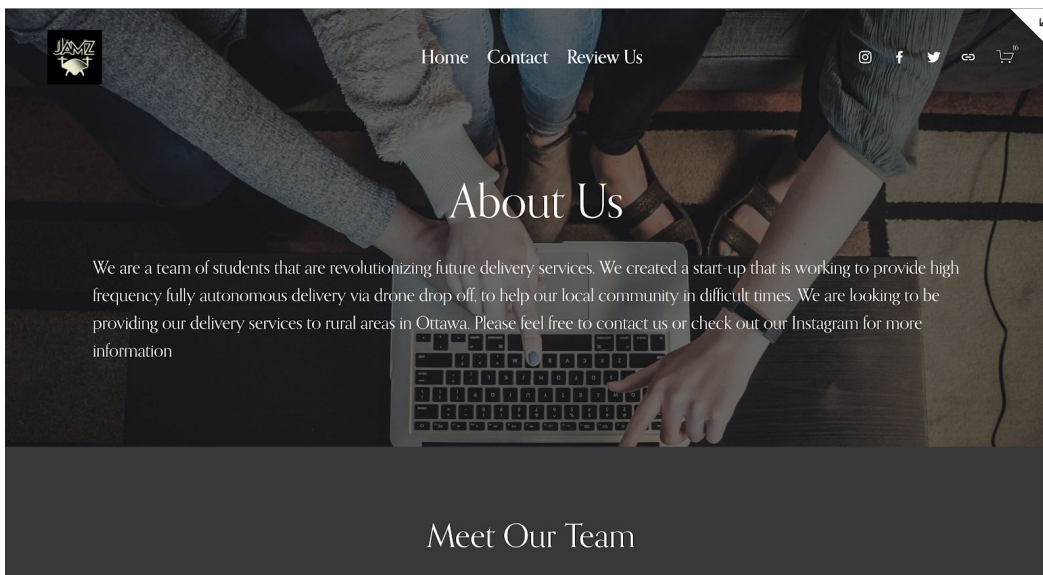 JAMZ
Home Contact Review Us
16
About Us
We are a team of students that are revolutionizing future delivery services. We created a start-up that is working to provide high
frequency fully autonomous delivery via drone drop off, to help our local community in difficult times. We are looking to be
providing our delivery services to rural areas in Ottawa. Please feel free to contact us or check out our Instagram for more
information
Meet Our Team